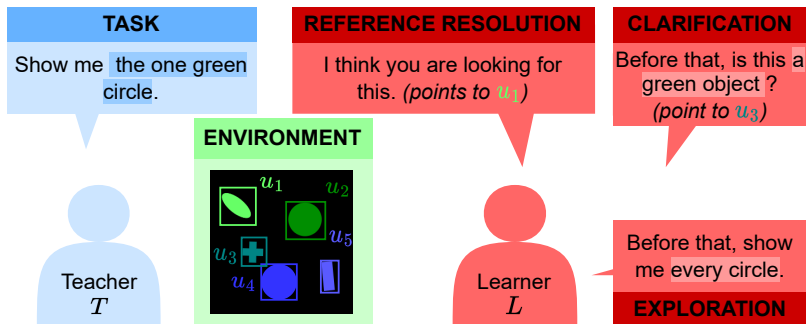 TASK
Show me the one green
circle.
REFERENCE RESOLUTION
I think you are looking for
this. (points to u₁)
CLARIFICATION
Before that, is this a
green object ?
(point to u₃)
ENVIRONMENT
u₁
u₂
u₃
u₄
u₅
Teacher
T
Learner
L
Before that, show
me every circle.
EXPLORATION